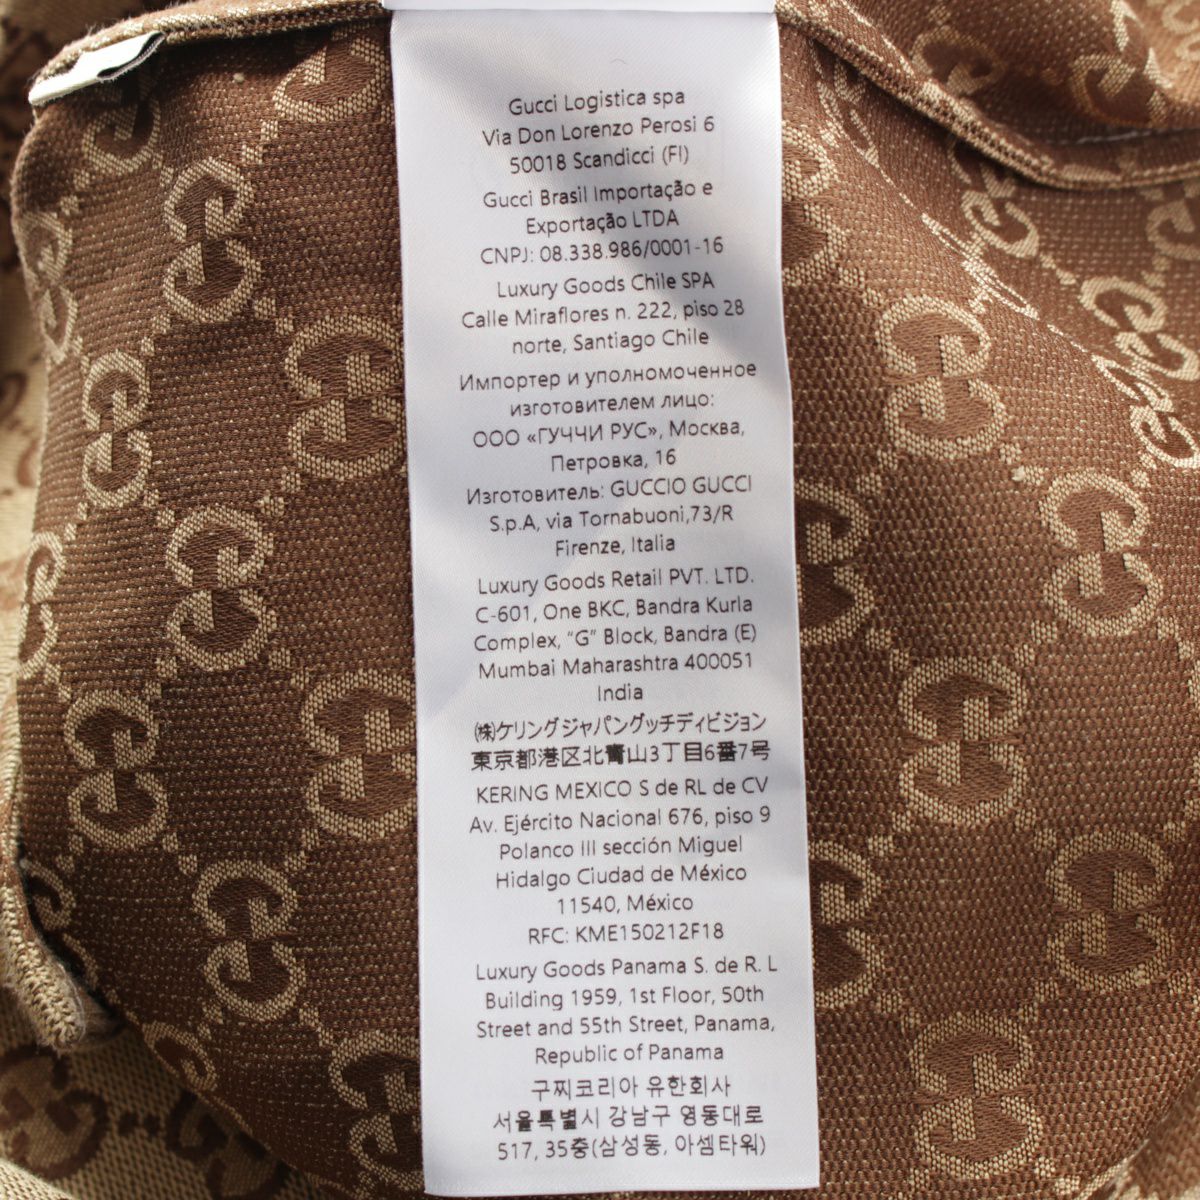 Gucci Logistica spa
Via Don Lorenzo Perosi 6
50018 Scandicci (FI)
Gucci Brasil Importação e
Exportação LTDA
CNPJ: 08.338.986/0001-16
Luxury Goods Chile SPA
Calle Miraflores n. 222, piso 28
norte, Santiago Chile
Импортер и уполномоченное
изготовителем лицо:
ООО «ГУЧЧИ РУС», Москва,
Петровка, 16
Изготовитель: GUCCIO GUCCI
S.p.A, via Tornabuoni,73/R
Firenze, Italia
Luxury Goods Retail PVT. LTD.
C-601, One BKC, Bandra Kurla
Complex, “G” Block, Bandra (E)
Mumbai Maharashtra 400051
India
㈱ケリングジャパングッチディビジョン
東京都港区北青山3丁目6番7号
KERING MEXICO S de RL de CV
Av. Ejército Nacional 676, piso 9
Polanco III sección Miguel
Hidalgo Ciudad de México
11540, México
RFC: KME150212F18
Luxury Goods Panama S. de R. L
Building 1959, 1st Floor, 50th
Street and 55th Street, Panama,
Republic of Panama
구찌코리아 유한회사
서울특별시 강남구 영동대로
517, 35층(삼성동, 아셈타워)